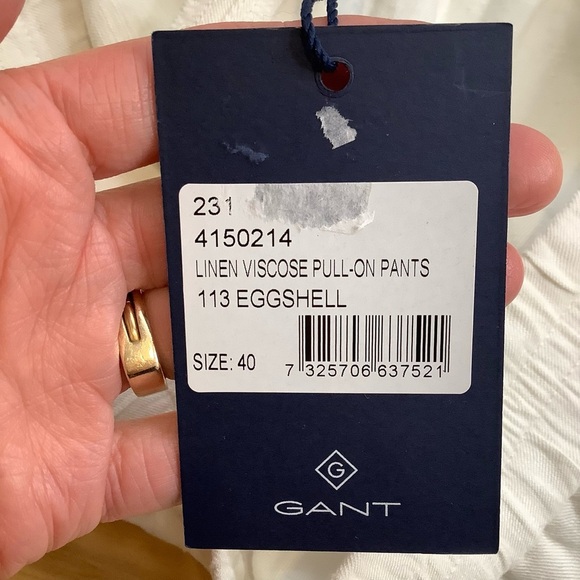 231
4150214
LINEN VISCOSE PULL-ON PANTS
113 EGGSHELL
SIZE: 40
7 325706 637521
G
GANT